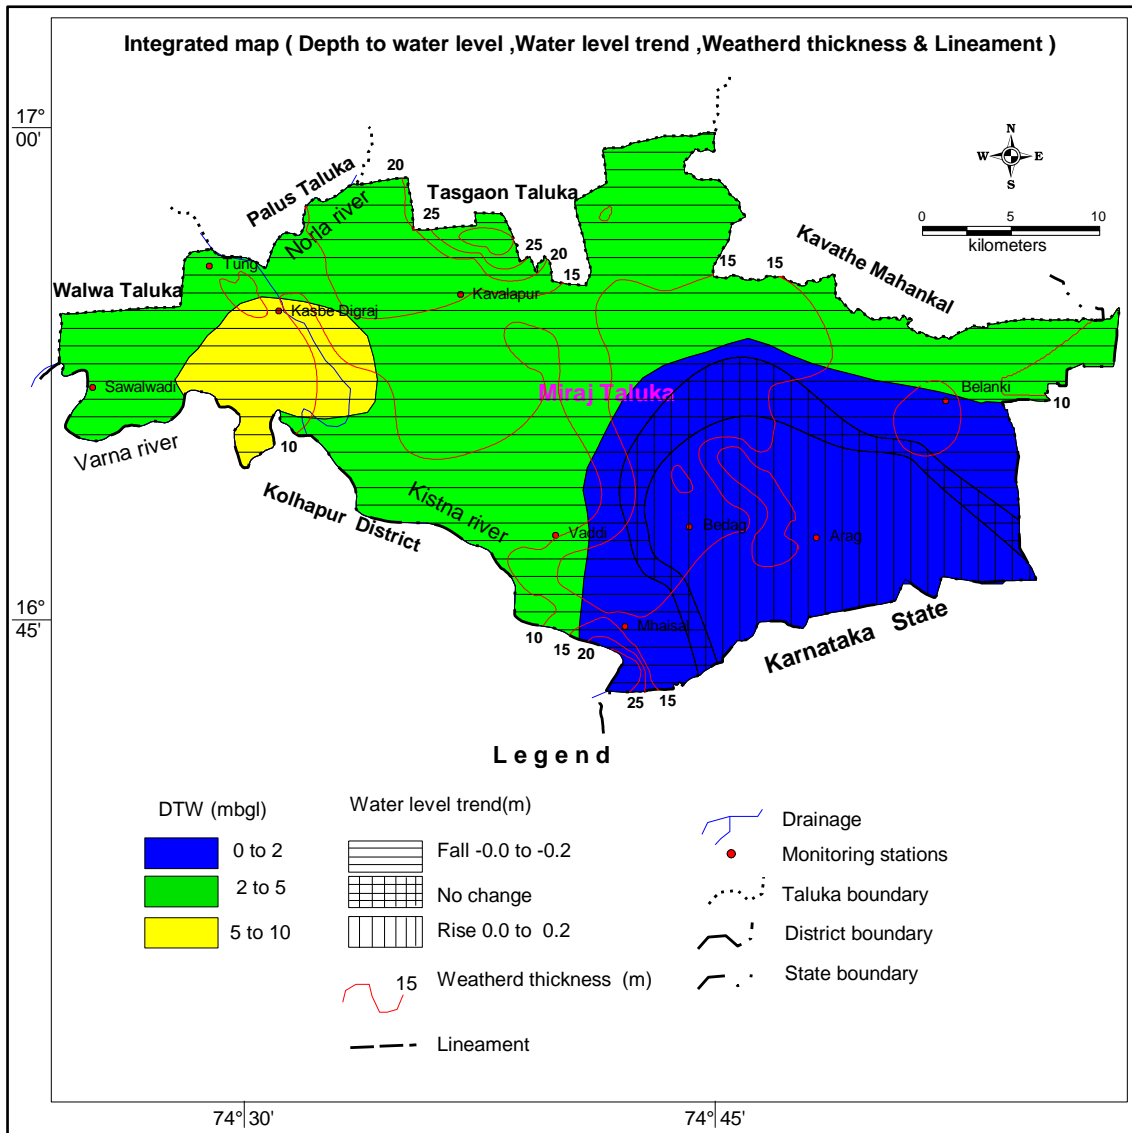 Integrated map ( Depth to water level ,Water level trend ,Weatherd thickness & Lineament )
17°
00'
N
W E
S
0 5 10
kilometers
Palus Taluka
Norla river
20
Tasgaon Taluka
25
25
20
15
15
15
Kavathe Mahankal
Walwa Taluka
Tung
Kavalapur
Kasbe Digraj
Sawalwadi
Miraj Taluka
Belanki
10
Varna river
10
Kolhapur District
Kistna river
Vaddi
Bedag
Arag
16°
45'
Mhaisal
10
15
20
25
15
Karnataka State
Legend
DTW (mbgl)
0 to 2
2 to 5
5 to 10
Water level trend(m)
Fall -0.0 to -0.2
No change
Rise 0.0 to 0.2
15
Weatherd thickness (m)
Lineament
Drainage
Monitoring stations
Taluka boundary
District boundary
State boundary
74° 30'
74° 45'